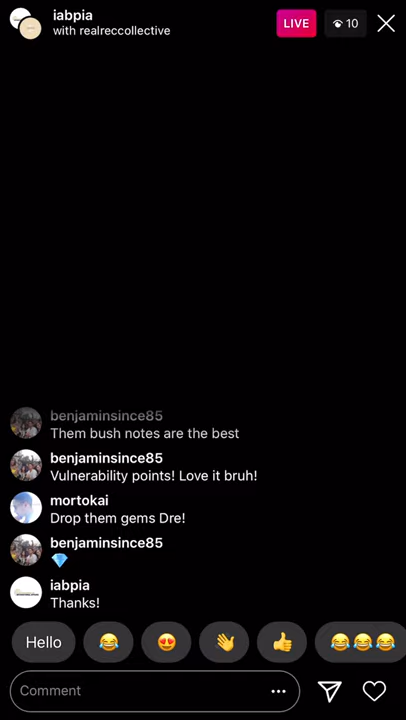 iabpia
with realreccollective
LIVE
10
benjaminsince85
Them bush notes are the best
benjaminsince85
Vulnerability points! Love it bruh!
mortokai
Drop them gems Dre!
benjaminsince85
💎
iabpia
Thanks!
Hello 😂 😍 👋 👍 😂😂😂
Comment